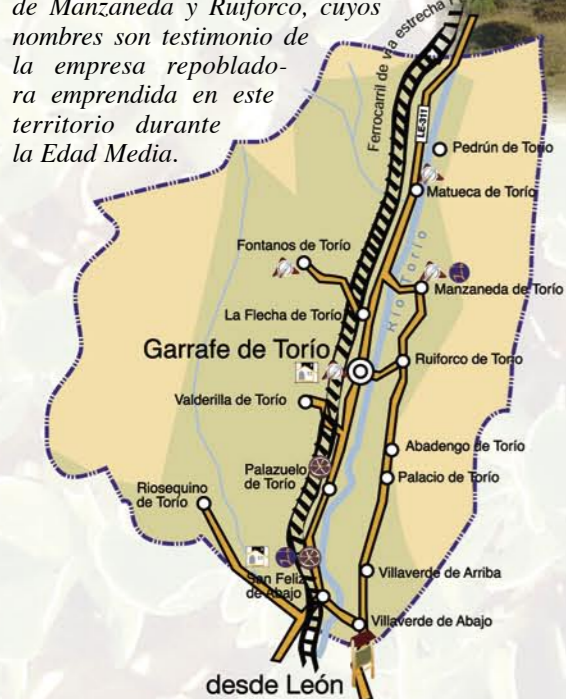 de Manzaneda y Ruiforco, cuyos
nombres son testimonio de
la empresa repoblado-
ra emprendida en este
territorio durante
la Edad Media.
Ferrocarril de vía estrecha
LE-311
Pedrún de Torío
Matueca de Torío
Río Torío
Fontanos de Torío
Manzaneda de Torío
La Flecha de Torío
Garrafe de Torío
Ruiforco de Torío
Valderilla de Torío
Abadengo de Torío
Palazuelo
de Torío
Palacio de Torío
Riosequino
de Torío
San Feliz
de Abajo
Villaverde de Arriba
Villaverde de Abajo
desde León